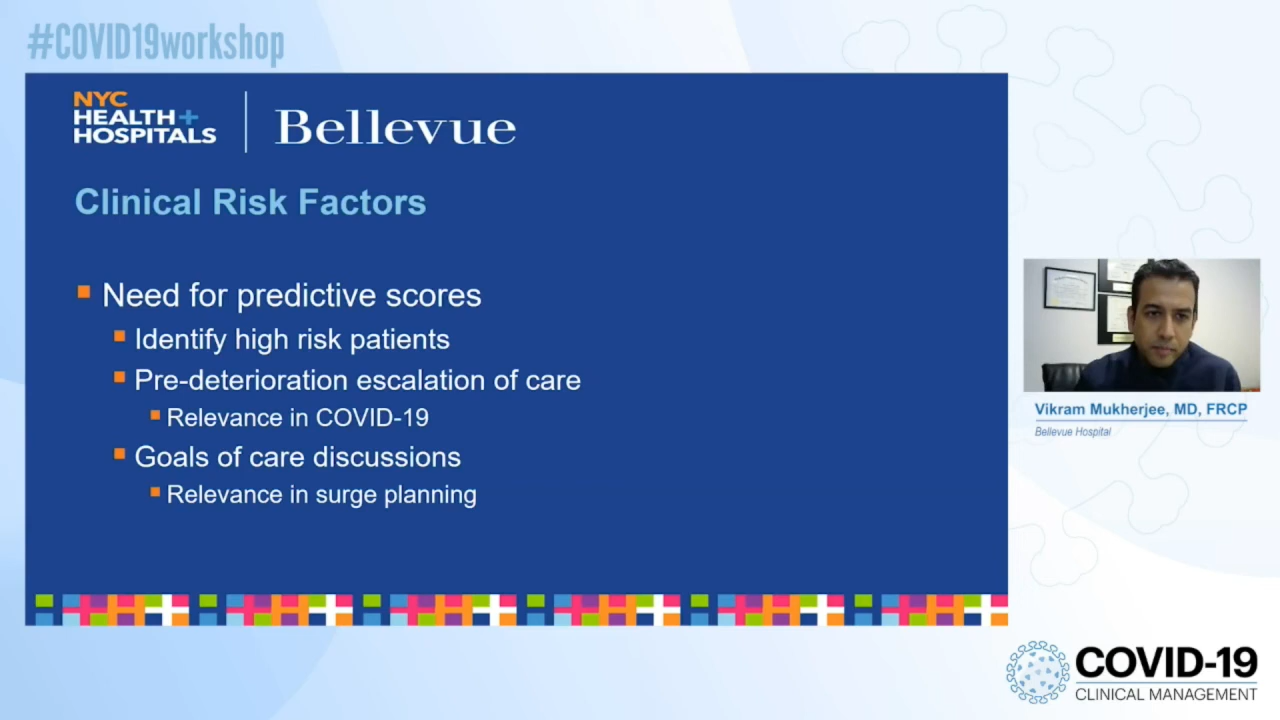 #COVID19workshop
NYC
HEALTH+
HOSPITALS
Bellevue
Clinical Risk Factors
Need for predictive scores
Identify high risk patients
Pre-deterioration escalation of care
Relevance in COVID-19
Goals of care discussions
Relevance in surge planning
Vikram Mukherjee, MD, FRCP
Bellevue Hospital
COVID-19
CLINICAL MANAGEMENT